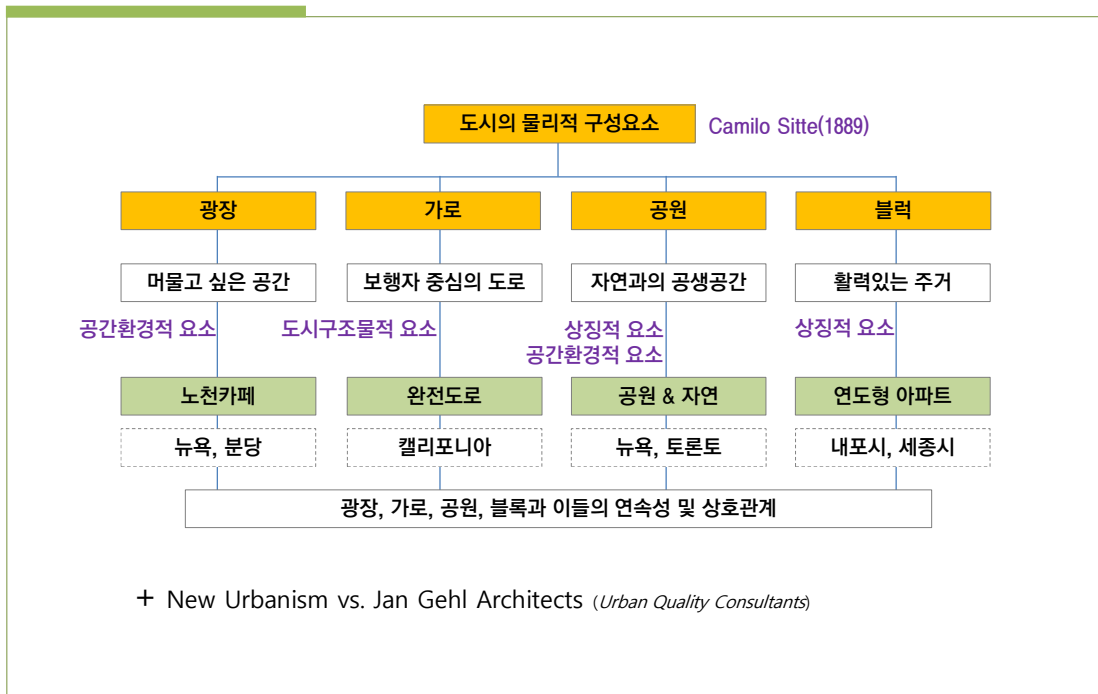 도시의 물리적 구성요소
Camilo Sitte(1889)
광장
가로
공원
블럭
머물고 싶은 공간
보행자 중심의 도로
자연과의 공생공간
활력있는 주거
공간환경적 요소
도시구조물적 요소
상징적 요소
공간환경적 요소
상징적 요소
노천카페
완전도로
공원 & 자연
연도형 아파트
뉴욕, 분당
캘리포니아
뉴욕, 토론토
내포시, 세종시
광장, 가로, 공원, 블록과 이들의 연속성 및 상호관계
+ New Urbanism vs. Jan Gehl Architects (Urban Quality Consultants)